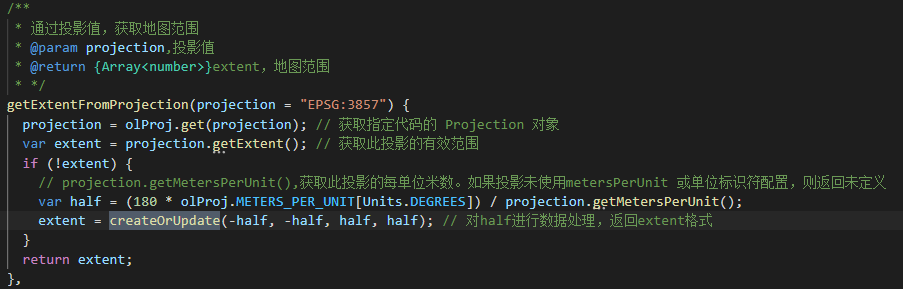 /**
 * 通过投影值，获取地图范围
 * @param projection,投影值
 * @return {Array<number>}extent，地图范围
 * */
getExtentFromProjection(projection = "EPSG:3857") {
  projection = olProj.get(projection); // 获取指定代码的 Projection 对象
  var extent = projection.getExtent(); // 获取此投影的有效范围
  if (!extent) {
    // projection.getMetersPerUnit(),获取此投影的每单位米数。如果投影未使用metersPerUnit 或单位标识符配置，则返回未定义
    var half = (180 * olProj.METERS_PER_UNIT[Units.DEGREES]) / projection.getMetersPerUnit();
    extent = createOrUpdate(-half, -half, half, half); // 对half进行数据处理，返回extent格式
  }
  return extent;
},